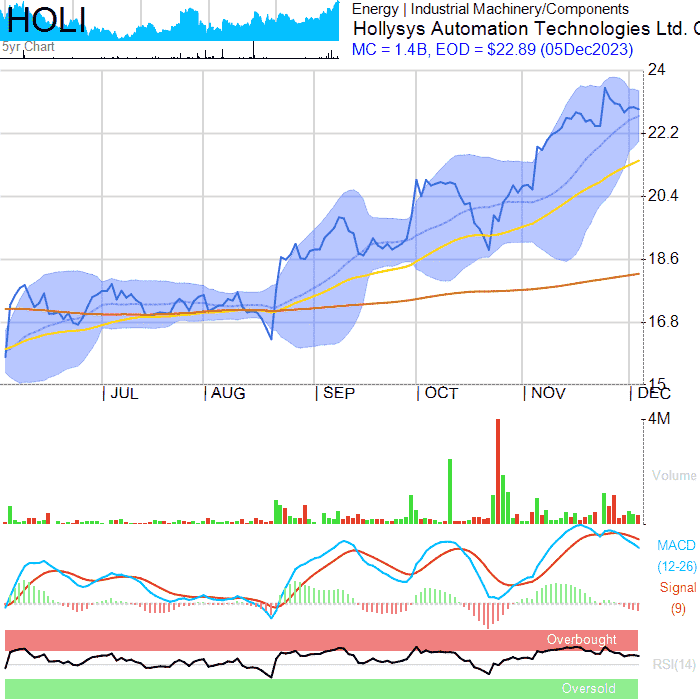 HOLI
5yr Chart
Energy | Industrial Machinery/Components
Hollysys Automation Technologies Ltd.
MC = 1.4B, EOD = $22.89 (05Dec2023)
24
22.2
20.4
18.6
16.8
15
JUL AUG SEP OCT NOV DEC
4M
Volume
MACD
(12-26)
Signal
(9)
Overbought
RSI(14)
Oversold